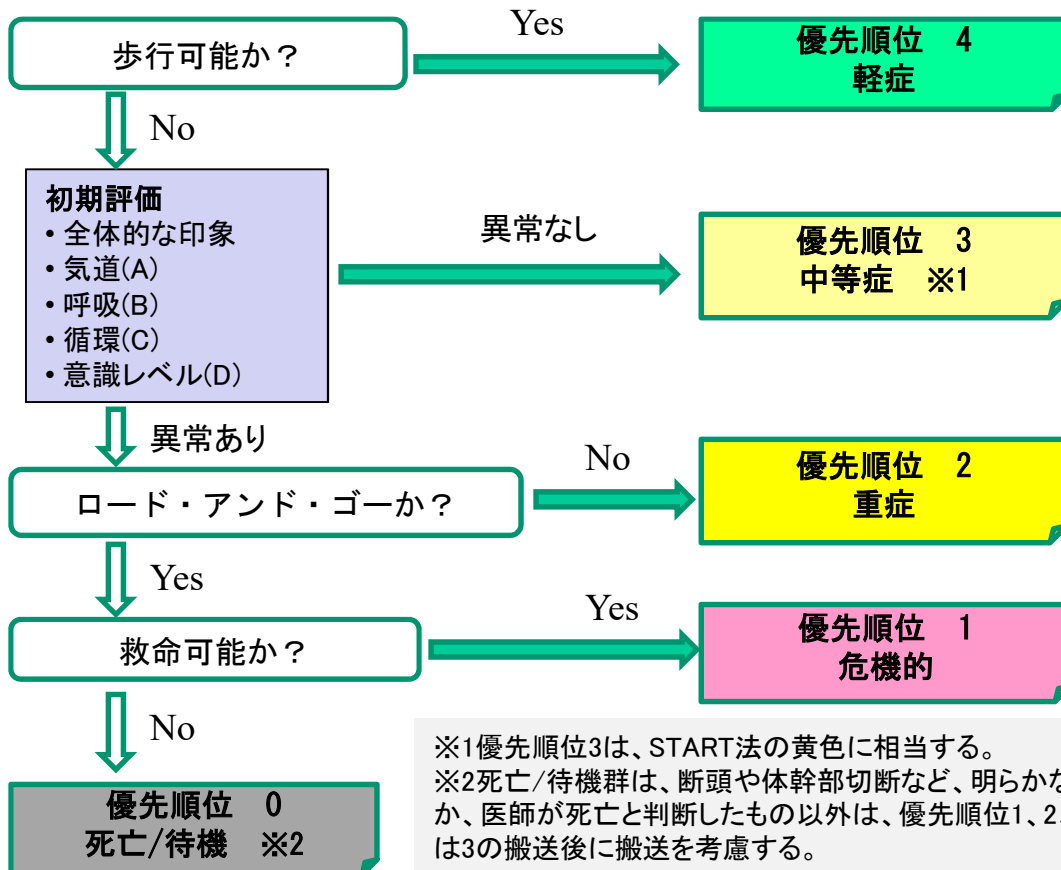 歩行可能か？
Yes
優先順位　4
軽症
No
初期評価
• 全体的な印象
• 気道(A)
• 呼吸(B)
• 循環(C)
• 意識レベル(D)
異常なし
優先順位　3
中等症　※1
異常あり
ロード・アンド・ゴーか？
No
優先順位　2
重症
Yes
救命可能か？
Yes
優先順位　1
危機的
No
優先順位　0
死亡/待機　※2
※1優先順位3は、START法の黄色に相当する。
※2死亡/待機群は、断頭や体幹部切断など、明らかな
か、医師が死亡と判断したもの以外は、優先順位1、2、
は3の搬送後に搬送を考慮する。